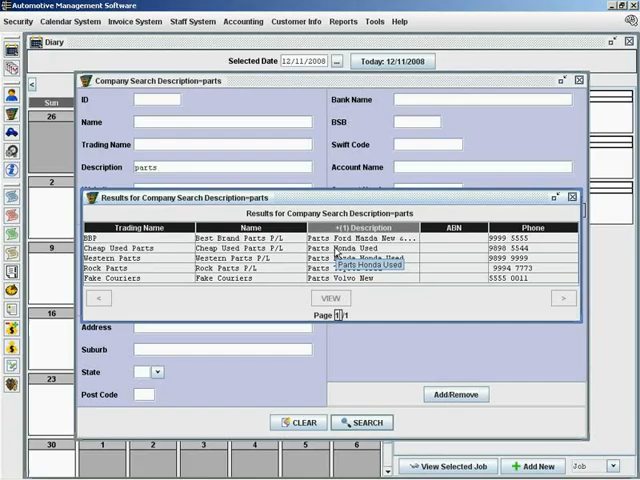 Automotive Management Software
Security Calendar System Invoice System Staff System Accounting Customer Info Reports Tools Help
Diary
Selected Date 12/11/2008 ... Today: 12/11/2008
<
Sun
26
2
9
16
23
30
Company Search Description=parts
ID
Name
Trading Name
Description parts
Bank Name
BSB
Swift Code
Account Name
Results for Company Search Description=parts
Results for Company Search Description=parts
Trading Name Name +(1) Description ABN Phone
BBP Best Brand Parts P/L Parts Ford Mazda New &... 9999 5555
Cheap Used Parts Cheap Used Parts P/L Parts Honda Used 9898 5544
Western Parts Western Parts P/L Parts Mazda Honda Used 9899 9999
Rock Parts Rock Parts P/L Parts 9994 7773
Fake Couriers Fake Couriers P/L Parts Volvo New 5555 0011
Parts Honda Used
< VIEW >
Page 1/1
Address
Suburb
State
Post Code
Add/Remove
CLEAR SEARCH
1 2 3 4 5 6
View Selected Job Add New Job